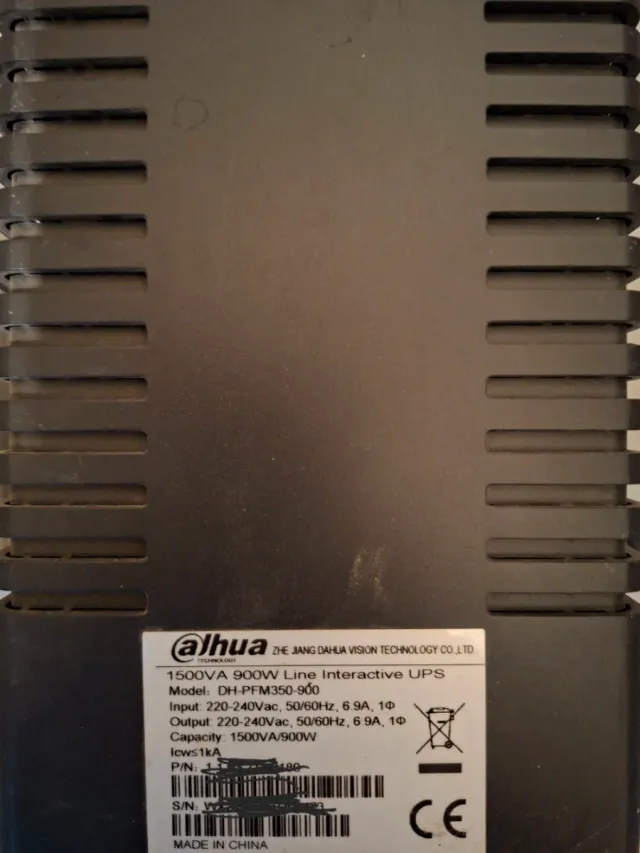 alhua ZHE JIANG DAHUA VISION TECHNOLOGY CO.,LTD.
TECHNOLOGY
1500VA 900W Line Interactive UPS
Model: DH-PFM350-900
Input: 220-240Vac, 50/60Hz, 6.9A, 1Φ
Output: 220-240Vac, 50/60Hz, 6.9A, 1Φ
Capacity: 1500VA/900W
Icw≤1kA
P/N:
S/N:
CE
MADE IN CHINA